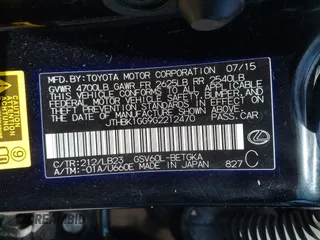 MFD. BY: TOYOTA MOTOR CORPORATION 07/15
GVWR 4700LB GAWR FR 2625LB RR 2540LB
THIS VEHICLE CONFORMS TO ALL APPLICABLE
FEDERAL MOTOR VEHICLE SAFETY, BUMPER,
AND THEFT PREVENTION STANDARDS IN EFFECT
ON THE DATE OF MANUFACTURE SHOWN ABOVE.
JTHBK1GG902212470 PASS.CAR
C/TR:212/LB23 GSV60L-BETGKA
A/TM:-01A/U660E MADE IN JAPAN 827 C